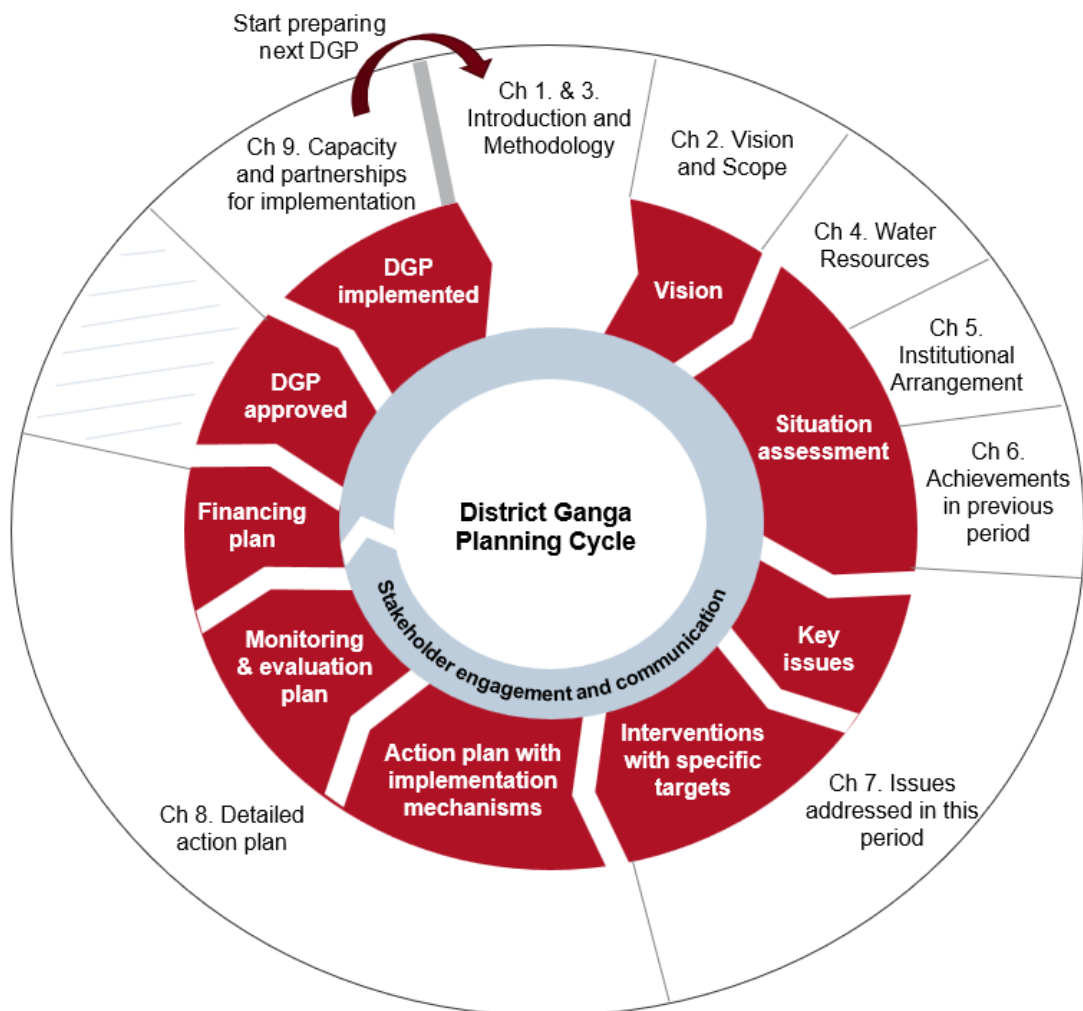 Start preparing
next DGP
Ch 1. & 3.
Introduction and
Methodology
Ch 2. Vision
and Scope
Ch 4. Water
Resources
Ch 5.
Institutional
Arrangement
Ch 6.
Achievements
in previous
period
Ch 7. Issues
addressed in this
period
Ch 8. Detailed
action plan
Ch 9. Capacity
and partnerships
for implementation
Vision
Situation
assessment
Key
issues
Interventions
with specific
targets
Action plan with
implementation
mechanisms
Monitoring
& evaluation
plan
Financing
plan
DGP
approved
DGP
implemented
District Ganga
Planning Cycle
Stakeholder engagement and communication